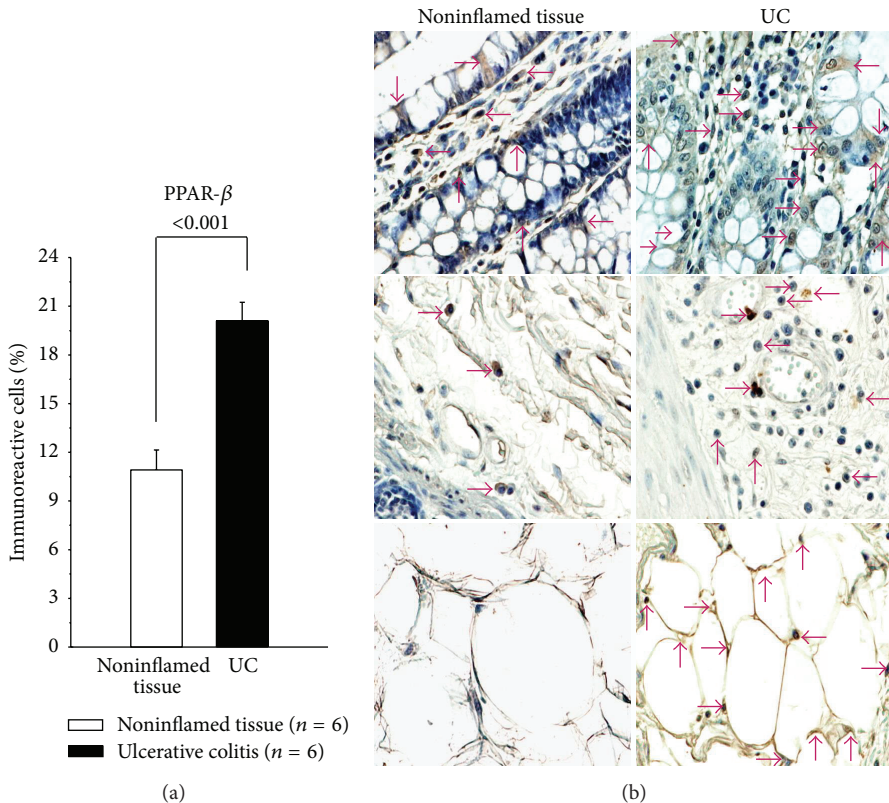 PPAR-β
<0.001
24
21
18
15
12
9
6
3
0
Immunoreactive cells (%)
Noninflamed
tissue
UC
Noninflamed tissue (n = 6)
Ulcerative colitis (n = 6)
(a)
Noninflamed tissue
UC
(b)